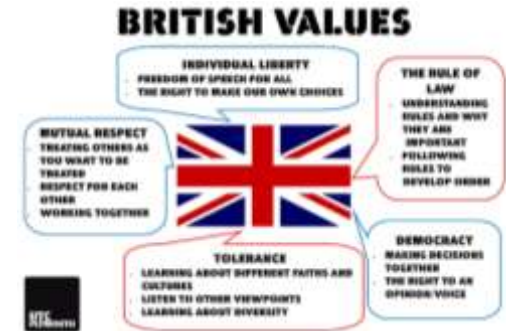 BRITISH VALUES
INDIVIDUAL LIBERTY
FREEDOM OF SPEECH FOR ALL
THE RIGHT TO MAKE OUR OWN CHOICES
THE RULE OF
LAW
UNDERSTANDING
RULES AND WHY
THEY ARE
IMPORTANT
FOLLOWING
RULES TO
DEVELOP ORDER
MUTUAL RESPECT
TREATING OTHERS AS
YOU WANT TO BE
TREATED
RESPECT FOR EACH
OTHER
WORKING TOGETHER
DEMOCRACY
MAKING DECISIONS
TOGETHER
THE RIGHT TO AN
OPINION/VOICE
TOLERANCE
LEARNING ABOUT DIFFERENT FAITHS AND
CULTURES
LISTEN TO OTHER VIEWPOINTS
LEARNING ABOUT DIVERSITY